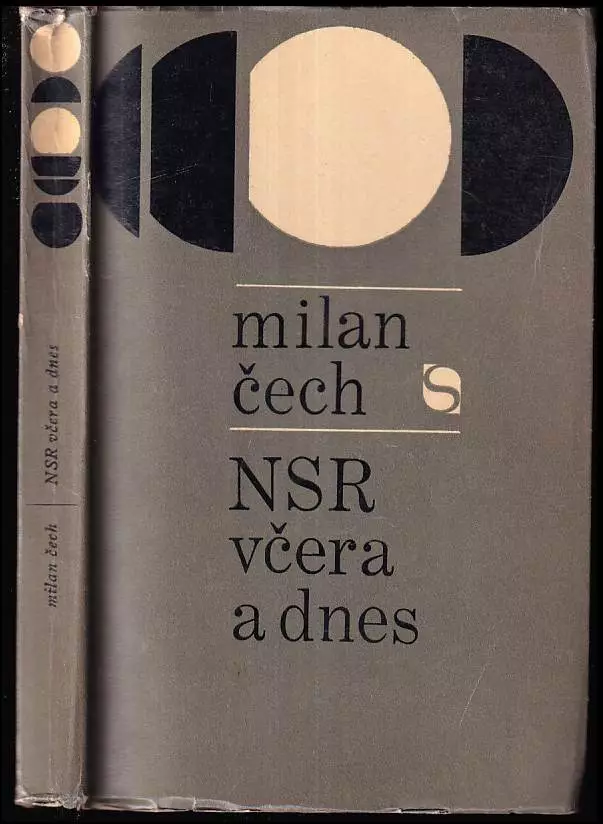 milan
čech
S
NSR
včera
a dnes
milan čech | NSR včera a dnes